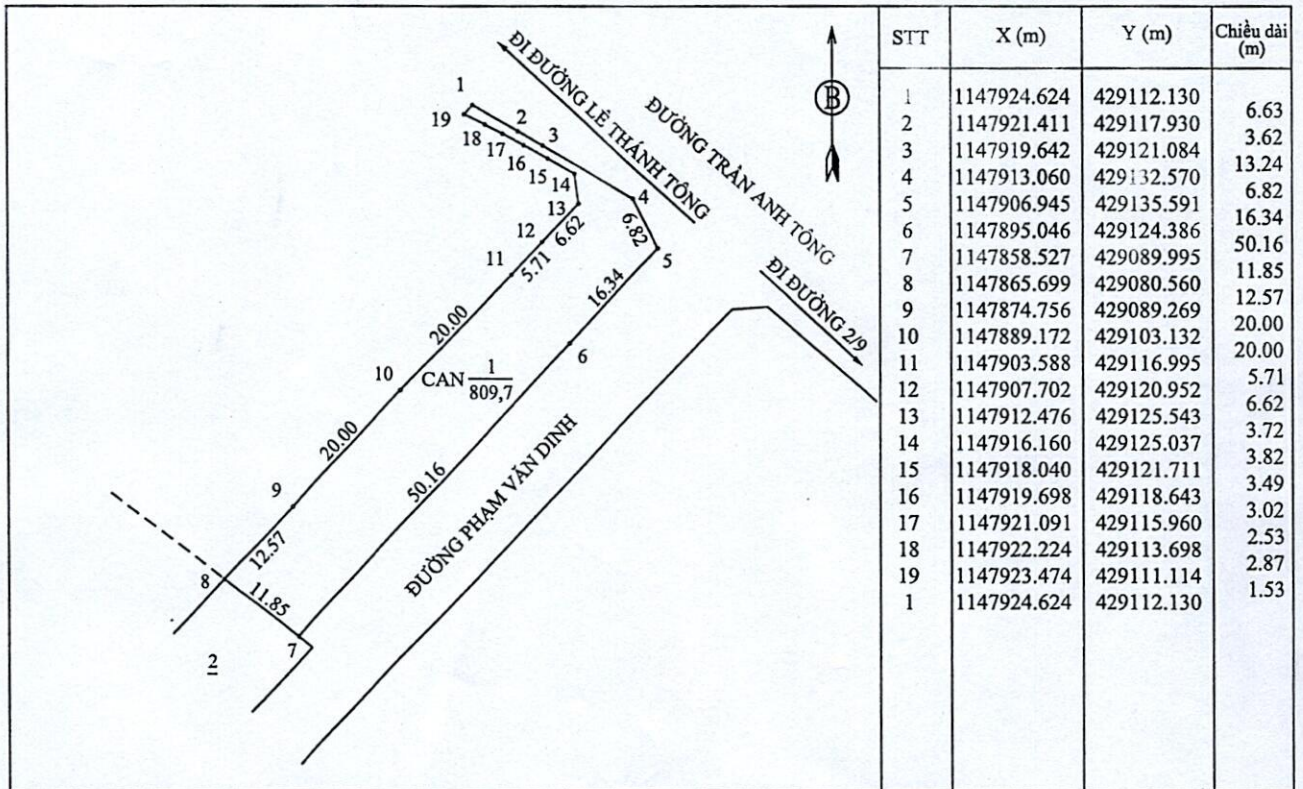 1
19
18
17
16
15
14
13
2
3
4
5
6
7
8
9
10
11
12
ĐI ĐƯỜNG LÊ THÁNH TÔNG
ĐƯỜNG TRẦN ANH TÔNG
ĐI ĐƯỜNG 2/9
ĐƯỜNG PHẠM VĂN DINH
B
6.82
16.34
50.16
11.85
12.57
20.00
20.00
5.71
6.62
CAN 1
809,7
2
STT X (m) Y (m) Chiều dài (m)
1 1147924.624 429112.130
6.63
2 1147921.411 429117.930
3.62
3 1147919.642 429121.084
13.24
4 1147913.060 429132.570
6.82
5 1147906.945 429135.591
16.34
6 1147895.046 429124.386
50.16
7 1147858.527 429089.995
11.85
8 1147865.699 429080.560
12.57
9 1147874.756 429089.269
20.00
10 1147889.172 429103.132
20.00
11 1147903.588 429116.995
5.71
12 1147907.702 429120.952
6.62
13 1147912.476 429125.543
3.72
14 1147916.160 429125.037
3.82
15 1147918.040 429121.711
3.49
16 1147919.698 429118.643
3.02
17 1147921.091 429115.960
2.53
18 1147922.224 429113.698
2.87
19 1147923.474 429111.114
1.53
1 1147924.624 429112.130